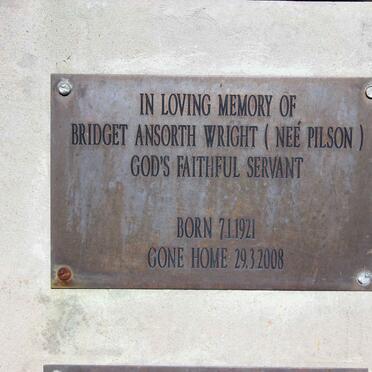 IN LOVING MEMORY OF
BRIDGET ANSORTH WRIGHT ( NEÉ PILSON )
GOD'S FAITHFUL SERVANT
BORN 7.1.1921
GONE HOME 29.3.2008